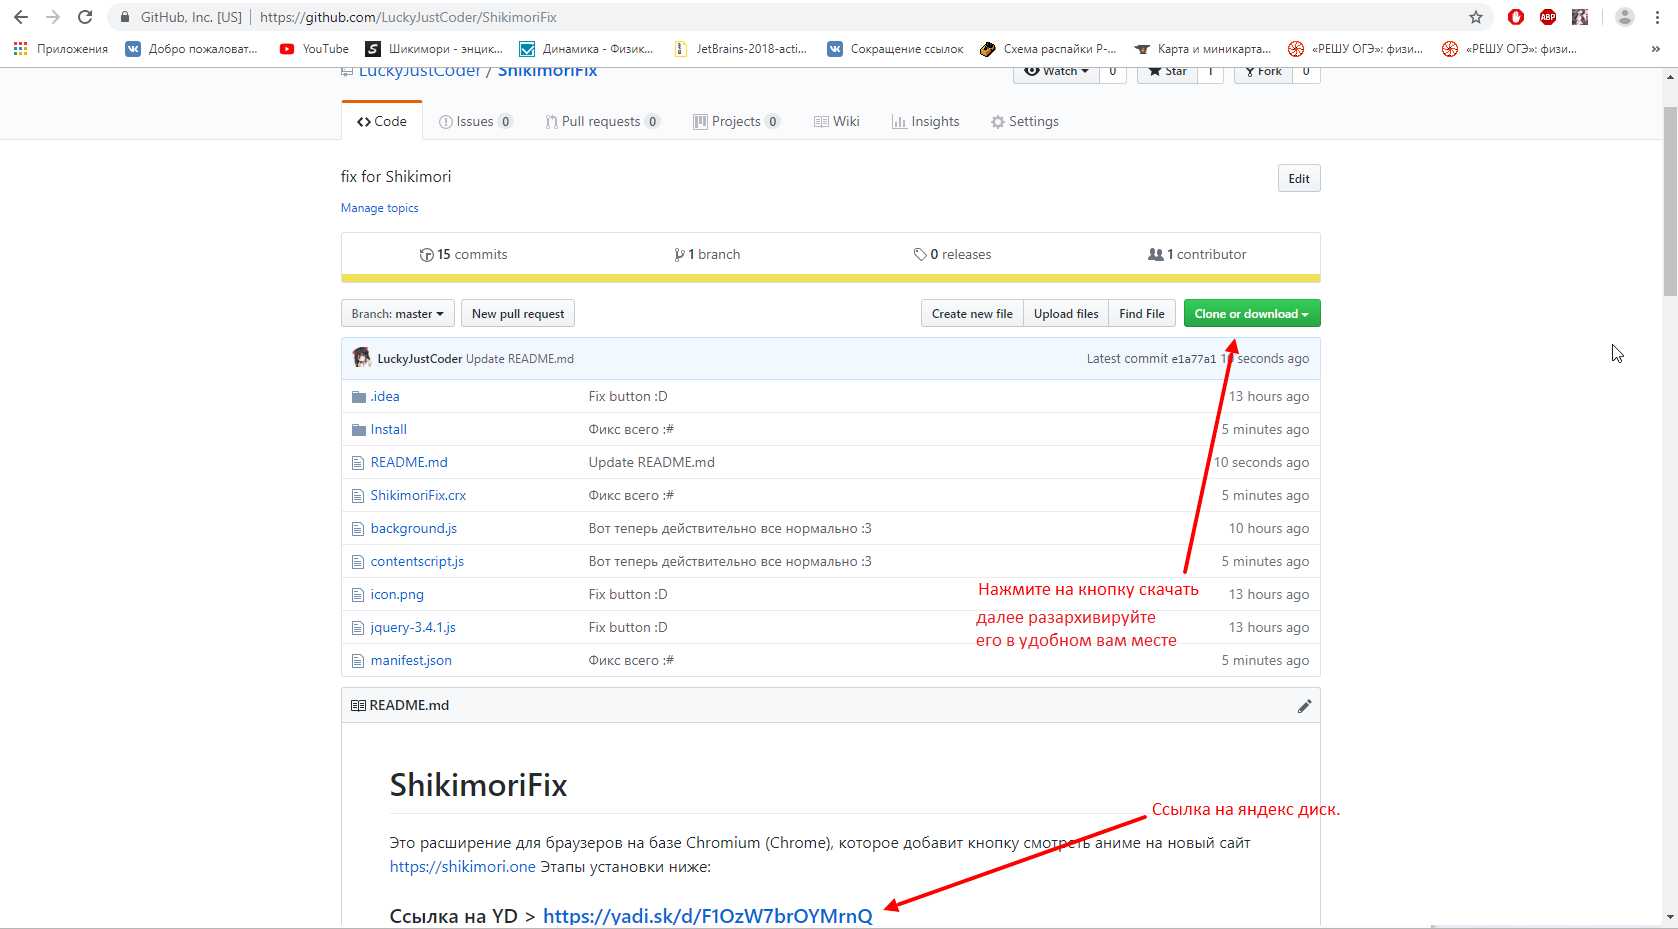 GitHub, Inc. [US] | https://github.com/LuckyJustCoder/ShikimoriFix
ABP
Приложения Добро пожаловат... YouTube Шикимори - энцик... Динамика - Физик... JetBrains-2018-acti... Сокращение ссылок Схема распайки P-... Карта и миникарта... «РЕШУ ОГЭ»: физи... «РЕШУ ОГЭ»: физи... »
LuckyJustCoder / ShikimoriFix Watch 0 Star 1 Fork 0
Code Issues 0 Pull requests 0 Projects 0 Wiki Insights Settings
fix for Shikimori Edit
Manage topics
15 commits 1 branch 0 releases 1 contributor
Branch: master New pull request Create new file Upload files Find File Clone or download
LuckyJustCoder Update README.md Latest commit e1a77a1 10 seconds ago
.idea Fix button :D 13 hours ago
Install Фикс всего :# 5 minutes ago
README.md Update README.md 10 seconds ago
ShikimoriFix.crx Фикс всего :# 5 minutes ago
background.js Вот теперь действительно все нормально :3 10 hours ago
contentscript.js Вот теперь действительно все нормально :3 5 minutes ago
icon.png Fix button :D 13 hours ago
jquery-3.4.1.js Fix button :D 13 hours ago
manifest.json Фикс всего :# 5 minutes ago
Нажмите на кнопку скачать
далее разархивируйте
его в удобном вам месте
README.md
ShikimoriFix
Ссылка на яндекс диск.
Это расширение для браузеров на базе Chromium (Chrome), которое добавит кнопку смотреть аниме на новый сайт
https://shikimori.one Этапы установки ниже:
Ссылка на YD > https://yadi.sk/d/F1OzW7brOYMrnQ